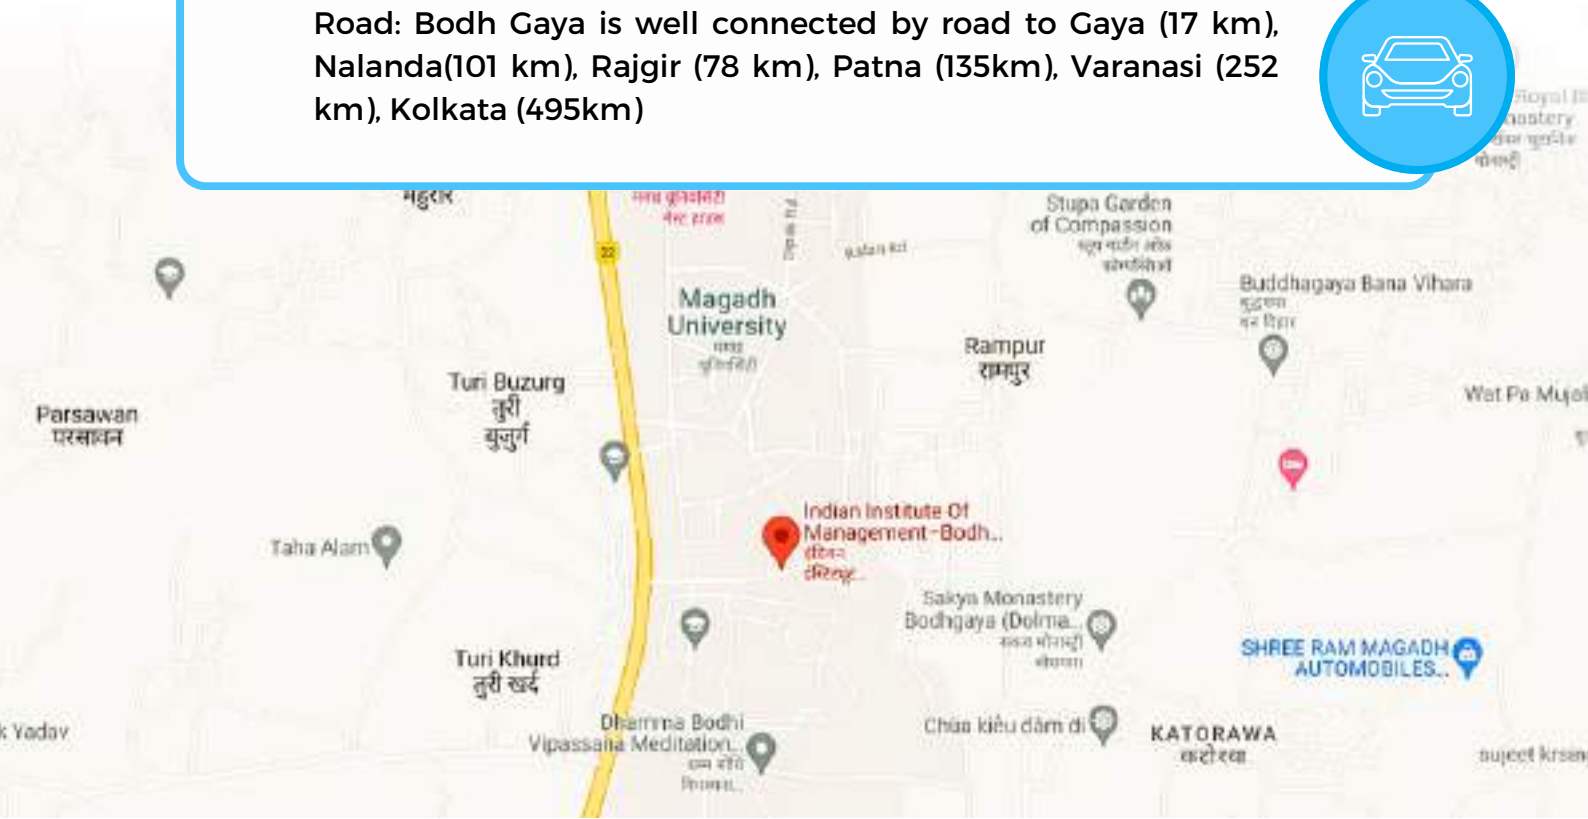 Road: Bodh Gaya is well connected by road to Gaya (17 km),
Nalanda(101 km), Rajgir (78 km), Patna (135km), Varanasi (252
km), Kolkata (495km)
nastery
22
Stupa Garden
of Compassion
Magadh
University
Buddhagaya Bana Vihara
Rampur
रामपुर
Turi Buzurg
तुरी
बुजुर्ग
Parsawan
परसावन
Wat Pa
Indian Institute Of
Management-Bodh...
Taha Alam
Sakya Monastery
Bodhgaya (Dolma...
SHREE RAM MAGADH
AUTOMOBILES...
Turi Khurd
तुरी खुर्द
k Yadav
Dhamma Bodhi
Vipassana Meditation...
Chùa kiều đàm di
KATORAWA
कटोरवा
sujeet